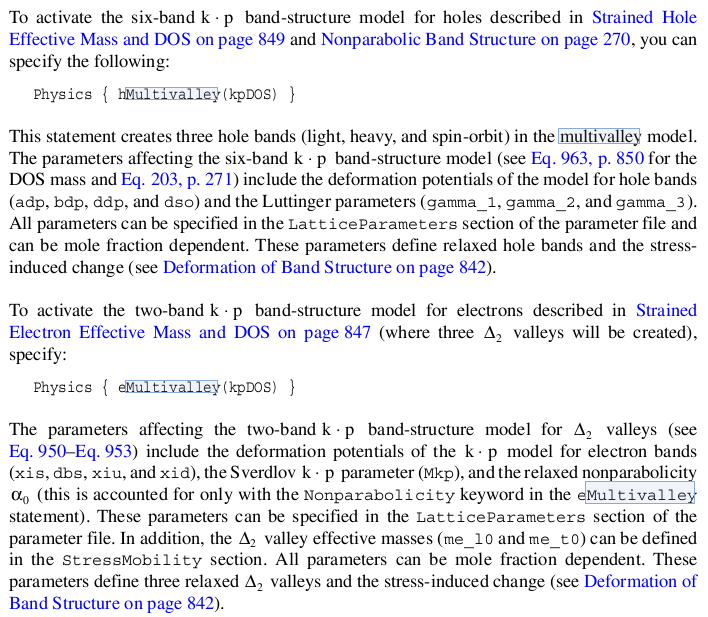 To activate the six-band k · p band-structure model for holes described in Strained Hole
Effective Mass and DOS on page 849 and Nonparabolic Band Structure on page 270, you can
specify the following:
Physics { hMultivalley(kpDOS) }
This statement creates three hole bands (light, heavy, and spin-orbit) in the multivalley model.
The parameters affecting the six-band k · p band-structure model (see Eq. 963, p. 850 for the
DOS mass and Eq. 203, p. 271) include the deformation potentials of the model for hole bands
(adp, bdp, ddp, and dso) and the Luttinger parameters (gamma_1, gamma_2, and gamma_3).
All parameters can be specified in the LatticeParameters section of the parameter file and
can be mole fraction dependent. These parameters define relaxed hole bands and the stress-
induced change (see Deformation of Band Structure on page 842).
To activate the two-band k · p band-structure model for electrons described in Strained
Electron Effective Mass and DOS on page 847 (where three Δ₂ valleys will be created),
specify:
Physics { eMultivalley(kpDOS) }
The parameters affecting the two-band k · p band-structure model for Δ₂ valleys (see
Eq. 950–Eq. 953) include the deformation potentials of the k · p model for electron bands
(xis, dbs, xiu, and xid), the Sverdlov k · p parameter (Mkp), and the relaxed nonparabolicity
α₀ (this is accounted for only with the Nonparabolicity keyword in the eMultivalley
statement). These parameters can be specified in the LatticeParameters section of the
parameter file. In addition, the Δ₂ valley effective masses (me_l0 and me_t0) can be defined
in the StressMobility section. All parameters can be mole fraction dependent. These
parameters define three relaxed Δ₂ valleys and the stress-induced change (see Deformation of
Band Structure on page 842).